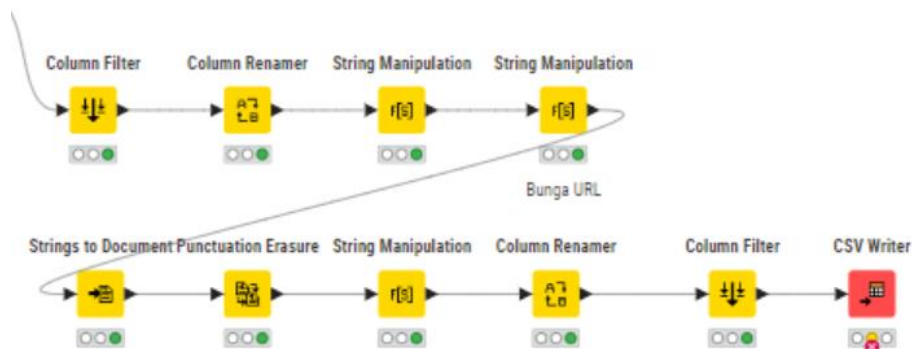 Column Filter Column Renamer String Manipulation String Manipulation
F[S] F[S]
Bunga URL
Strings to Document Punctuation Erasure String Manipulation Column Renamer Column Filter CSV Writer
F[S]